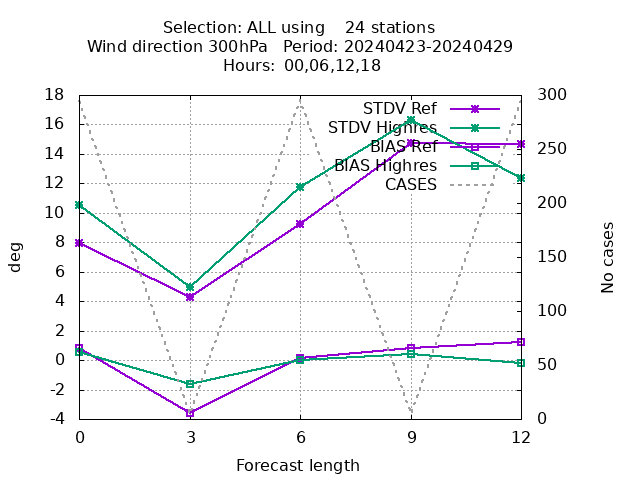 Selection: ALL using    24 stations
Wind direction 300hPa   Period: 20240423-20240429
Hours: 00,06,12,18
STDV Ref
STDV Highres
BIAS Ref
BIAS Highres
CASES
18
16
14
12
10
8
6
4
2
0
-2
-4
deg
300
250
200
150
100
50
0
No cases
0 3 6 9 12
Forecast length